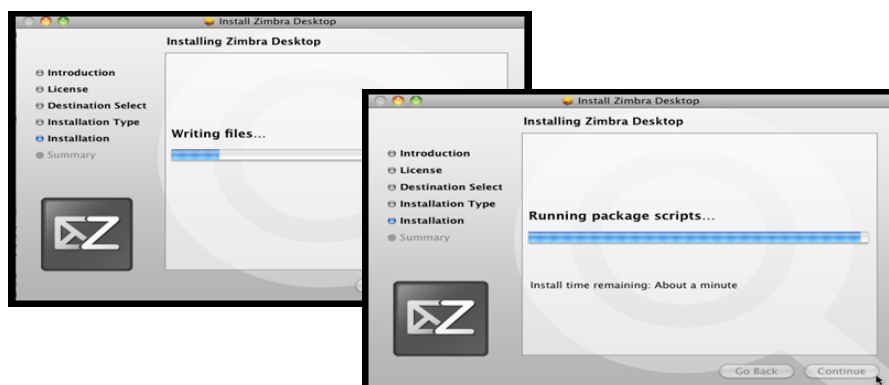 Install Zimbra Desktop
Installing Zimbra Desktop
Introduction
License
Destination Select
Installation Type
Installation
Summary
Writing files...
Install Zimbra Desktop
Installing Zimbra Desktop
Introduction
License
Destination Select
Installation Type
Installation
Summary
Running package scripts...
Install time remaining: About a minute
Go Back Continue